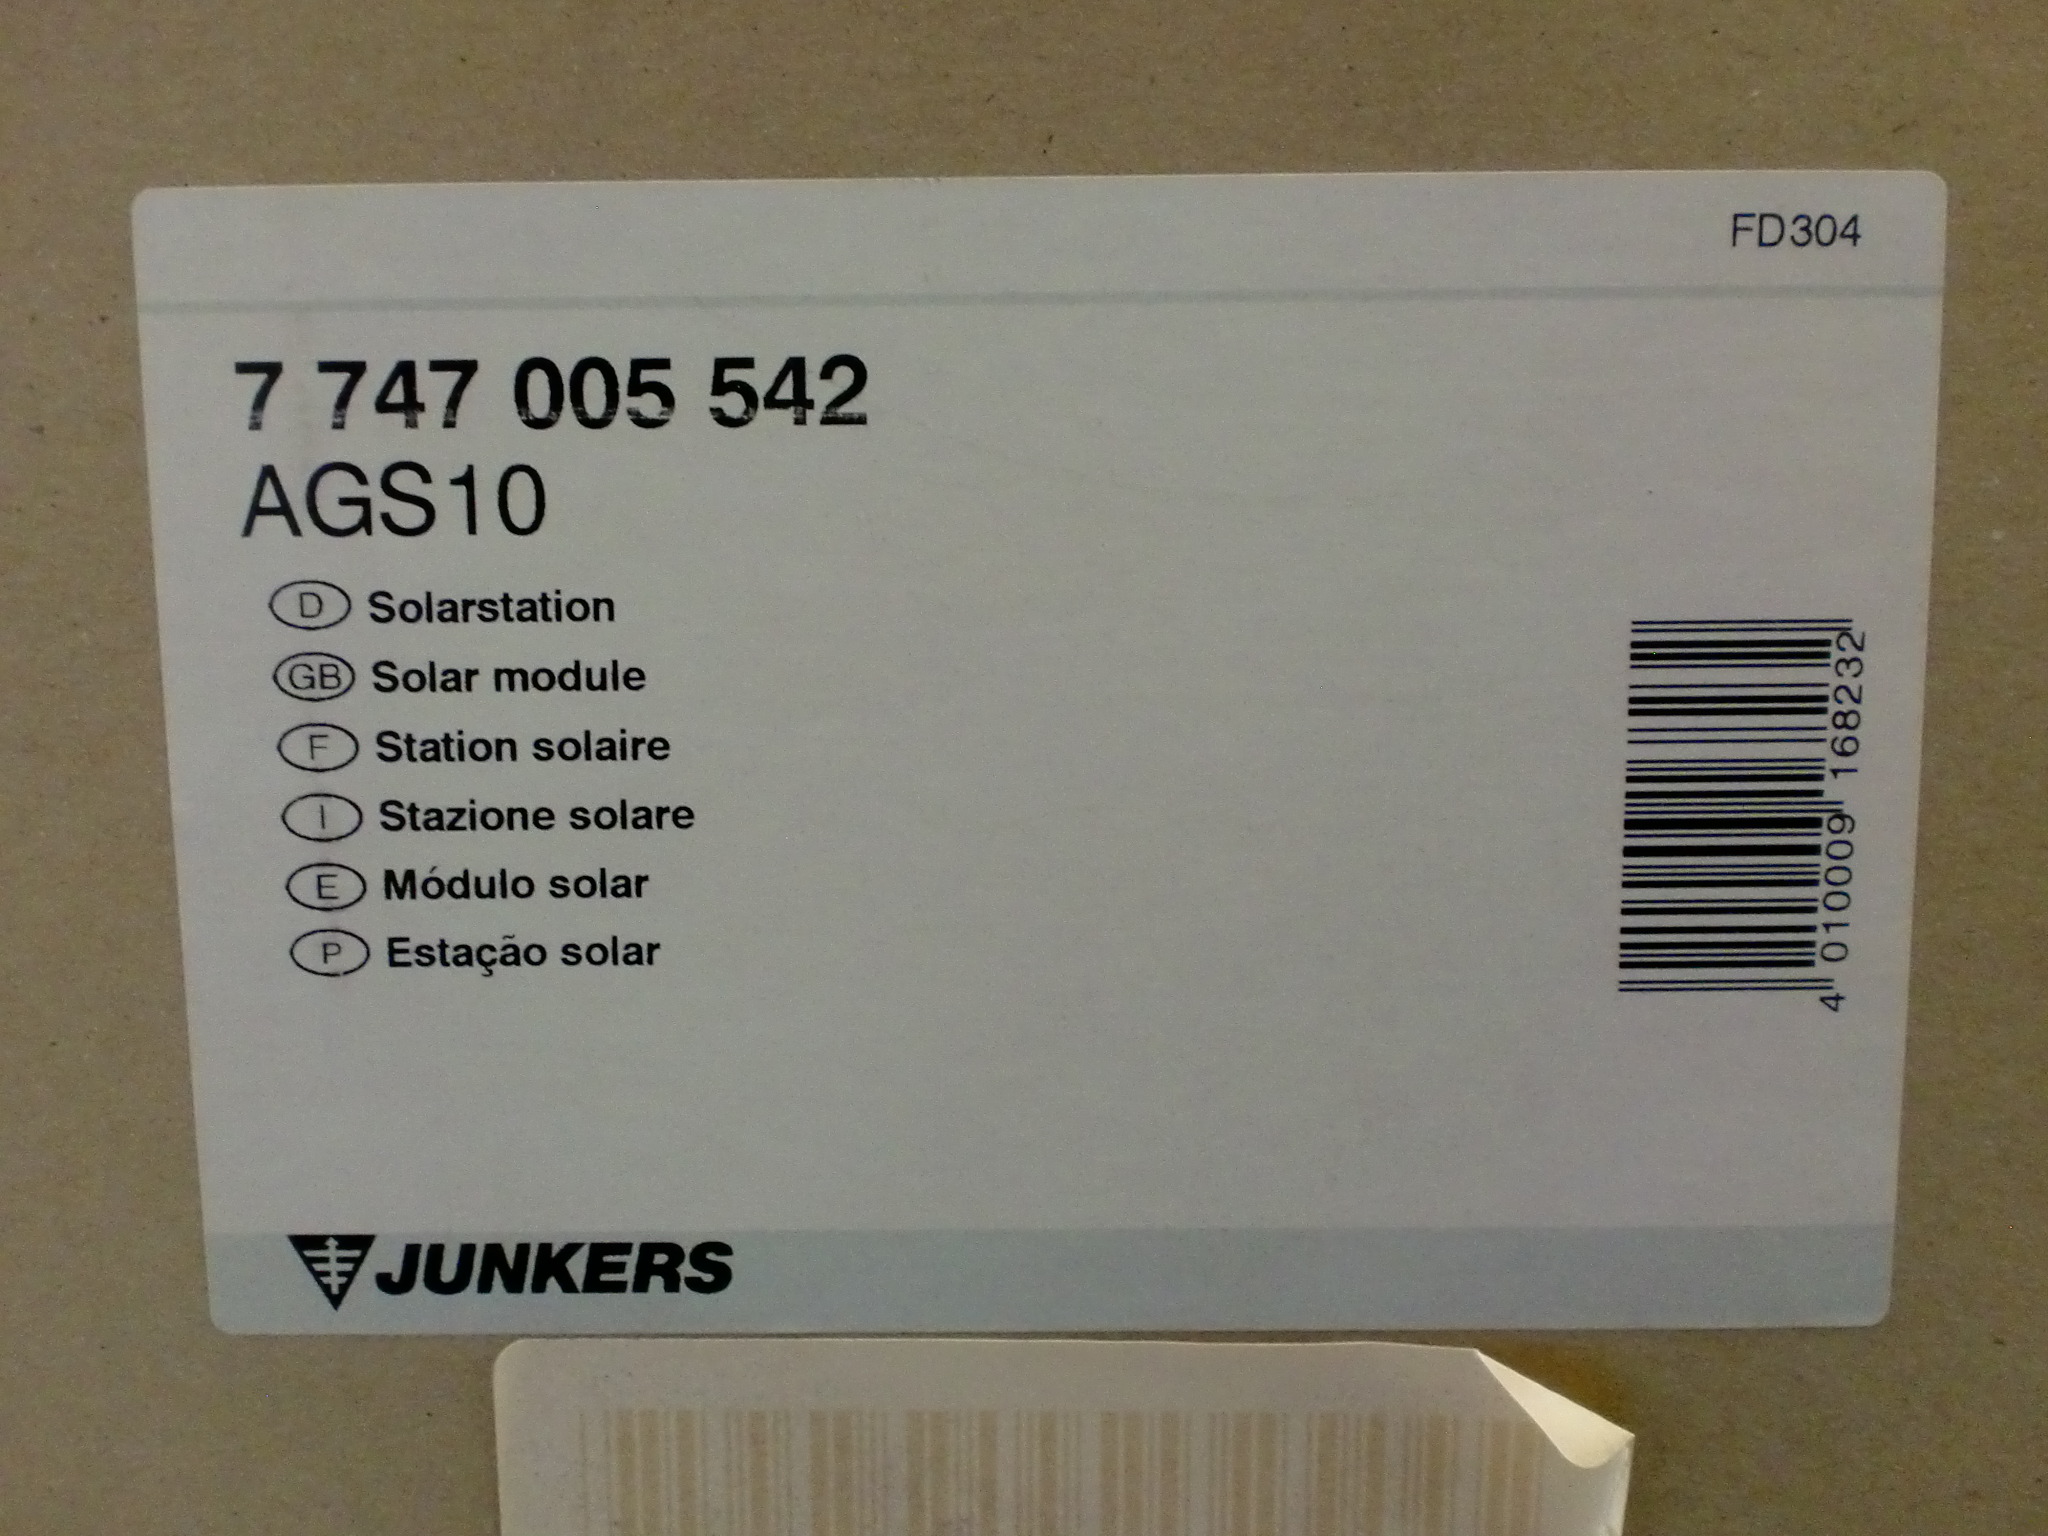 FD304
7 747 005 542
AGS10
D Solarstation
GB Solar module
F Station solaire
I Stazione solare
E Módulo solar
P Estação solar
4 010009 168232
JUNKERS